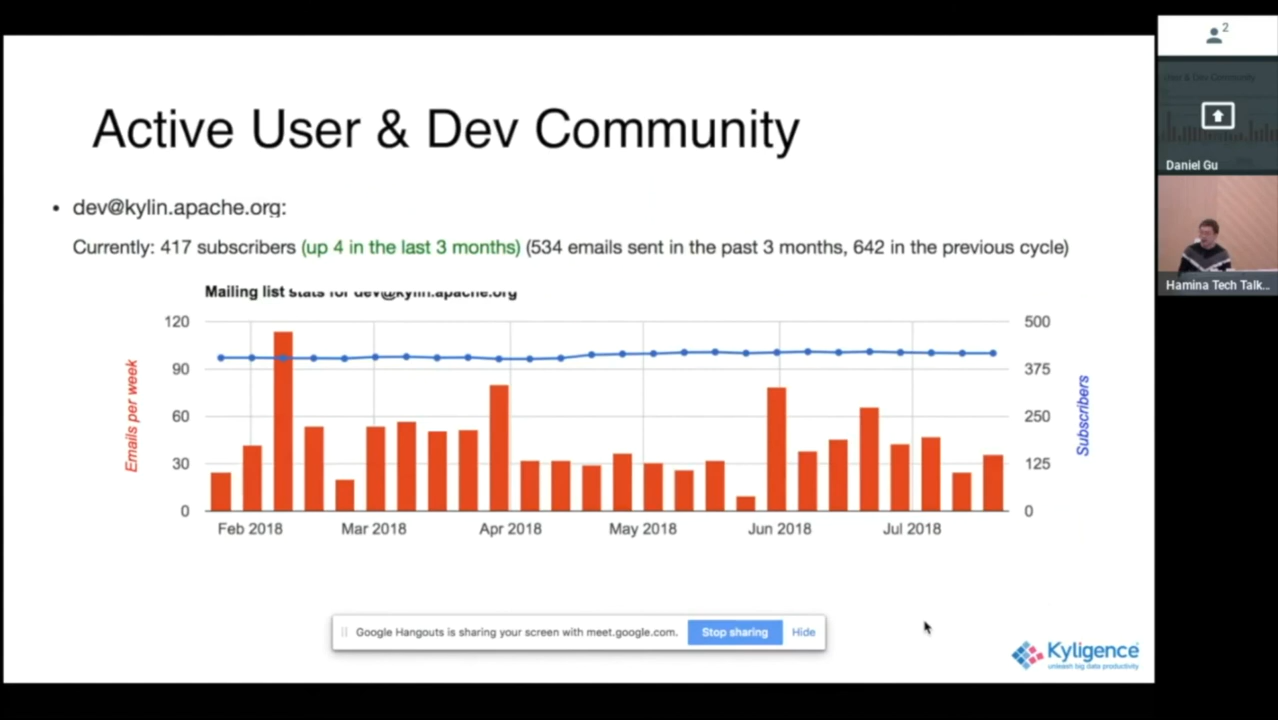 Active User & Dev Community
• dev@kylin.apache.org:
Currently: 417 subscribers (up 4 in the last 3 months) (534 emails sent in the past 3 months, 642 in the previous cycle)
Mailing list stats for dev@kylin.apache.org
120
90
60
30
0
Emails per week
500
375
250
125
0
Subscribers
Feb 2018
Mar 2018
Apr 2018
May 2018
Jun 2018
Jul 2018
Google Hangouts is sharing your screen with meet.google.com.
Stop sharing
Hide
Kyligence
unleash big data productivity
2
Daniel Gu
Hamina Tech Talk...